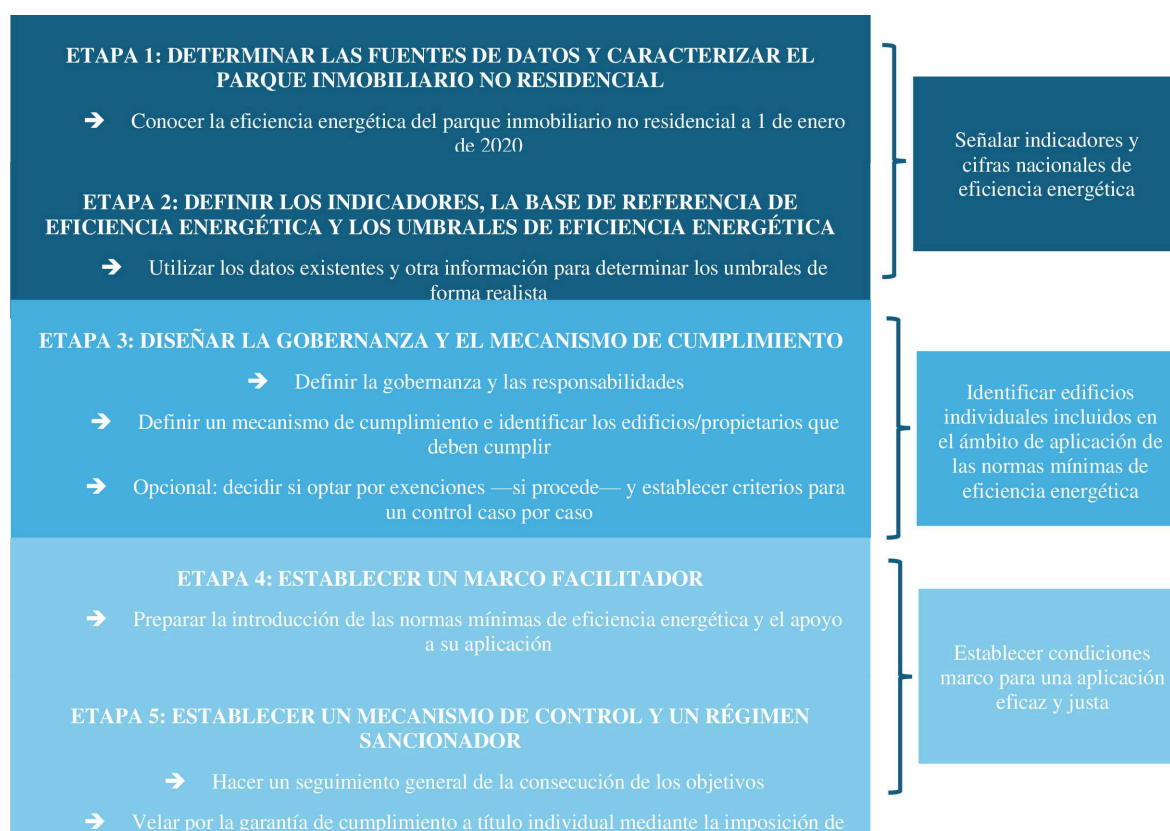 ETAPA 1: DETERMINAR LAS FUENTES DE DATOS Y CARACTERIZAR EL
PARQUE INMOBILIARIO NO RESIDENCIAL
➔ Conocer la eficiencia energética del parque inmobiliario no residencial a 1 de enero
de 2020
ETAPA 2: DEFINIR LOS INDICADORES, LA BASE DE REFERENCIA DE
EFICIENCIA ENERGÉTICA Y LOS UMBRALES DE EFICIENCIA ENERGÉTICA
➔ Utilizar los datos existentes y otra información para determinar los umbrales de
forma realista
Señalar indicadores y
cifras nacionales de
eficiencia energética
ETAPA 3: DISEÑAR LA GOBERNANZA Y EL MECANISMO DE CUMPLIMIENTO
➔ Definir la gobernanza y las responsabilidades
➔ Definir un mecanismo de cumplimiento e identificar los edificios/propietarios que
deben cumplir
➔ Opcional: decidir si optar por exenciones —si procede— y establecer criterios para
un control caso por caso
Identificar edificios
individuales incluidos en
el ámbito de aplicación de
las normas mínimas de
eficiencia energética
ETAPA 4: ESTABLECER UN MARCO FACILITADOR
➔ Preparar la introducción de las normas mínimas de eficiencia energética y el apoyo
a su aplicación
ETAPA 5: ESTABLECER UN MECANISMO DE CONTROL Y UN RÉGIMEN
SANCIONADOR
➔ Hacer un seguimiento general de la consecución de los objetivos
➔ Velar por la garantía de cumplimiento a título individual mediante la imposición de
Establecer condiciones
marco para una aplicación
eficaz y justa